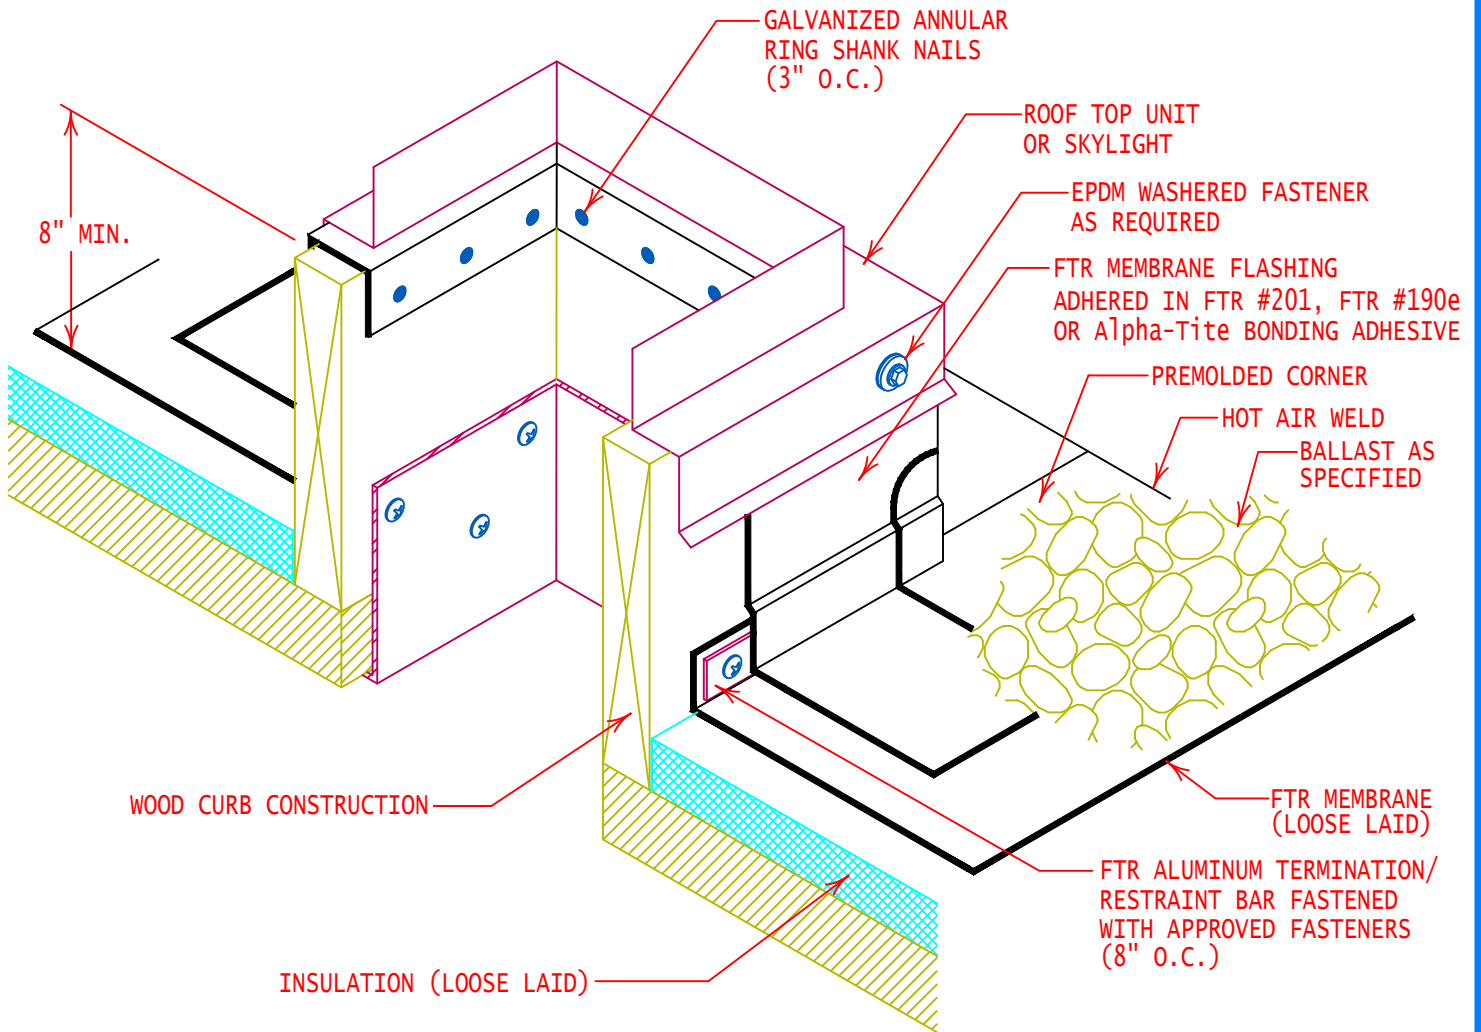 GALVANIZED ANNULAR
RING SHANK NAILS
(3" O.C.)
ROOF TOP UNIT
OR SKYLIGHT
EPDM WASHERED FASTENER
AS REQUIRED
8" MIN.
FTR MEMBRANE FLASHING
ADHERED IN FTR #201, FTR #190e
OR Alpha-Tite BONDING ADHESIVE
PREMOLDED CORNER
HOT AIR WELD
BALLAST AS
SPECIFIED
WOOD CURB CONSTRUCTION
FTR MEMBRANE
(LOOSE LAID)
FTR ALUMINUM TERMINATION/
RESTRAINT BAR FASTENED
WITH APPROVED FASTENERS
(8" O.C.)
INSULATION (LOOSE LAID)